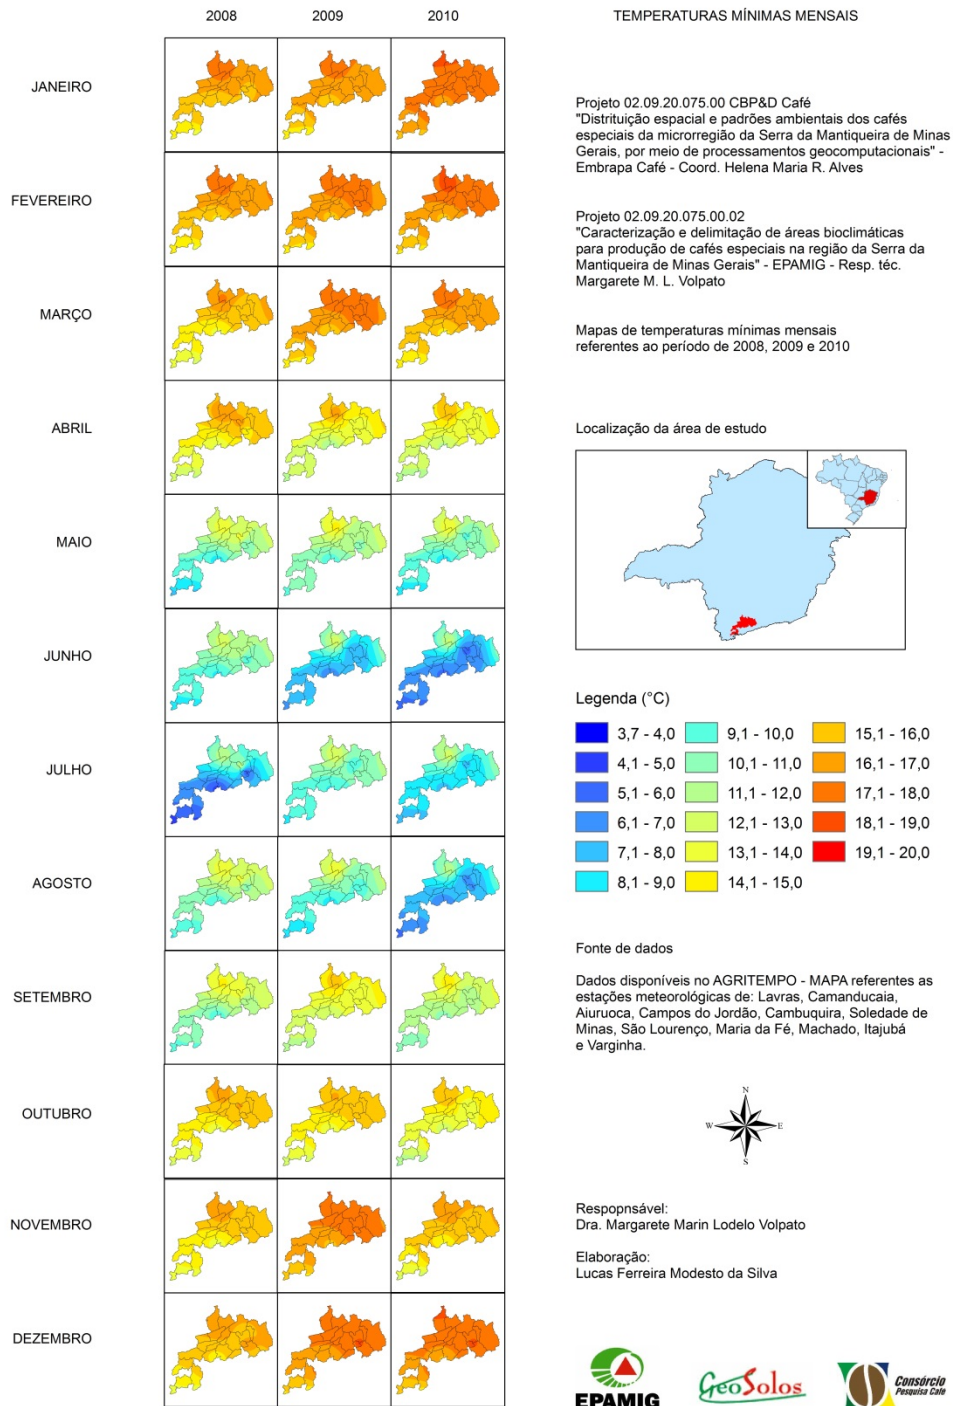 2008 2009 2010
TEMPERATURAS MÍNIMAS MENSAIS
JANEIRO
FEVEREIRO
MARÇO
ABRIL
MAIO
JUNHO
JULHO
AGOSTO
SETEMBRO
OUTUBRO
NOVEMBRO
DEZEMBRO
Projeto 02.09.20.075.00 CBP&D Café
"Distrituição espacial e padrões ambientais dos cafés
especiais da microrregião da Serra da Mantiqueira de Minas
Gerais, por meio de processamentos geocomputacionais" -
Embrapa Café - Coord. Helena Maria R. Alves
Projeto 02.09.20.075.00.02
"Caracterização e delimitação de áreas bioclimáticas
para produção de cafés especiais na região da Serra da
Mantiqueira de Minas Gerais" - EPAMIG - Resp. téc.
Margarete M. L. Volpato
Mapas de temperaturas mínimas mensais
referentes ao período de 2008, 2009 e 2010
Localização da área de estudo
Legenda (°C)
3,7 - 4,0 9,1 - 10,0 15,1 - 16,0
4,1 - 5,0 10,1 - 11,0 16,1 - 17,0
5,1 - 6,0 11,1 - 12,0 17,1 - 18,0
6,1 - 7,0 12,1 - 13,0 18,1 - 19,0
7,1 - 8,0 13,1 - 14,0 19,1 - 20,0
8,1 - 9,0 14,1 - 15,0
Fonte de dados
Dados disponíveis no AGRITEMPO - MAPA referentes as
estações meteorológicas de: Lavras, Camanducaia,
Aiuruoca, Campos do Jordão, Cambuquira, Soledade de
Minas, São Lourenço, Maria da Fé, Machado, Itajubá
e Varginha.
N
W E
S
Respopnsável:
Dra. Margarete Marin Lodelo Volpato
Elaboração:
Lucas Ferreira Modesto da Silva
EPAMIG
GeoSolos
Consórcio
Pesquisa Café